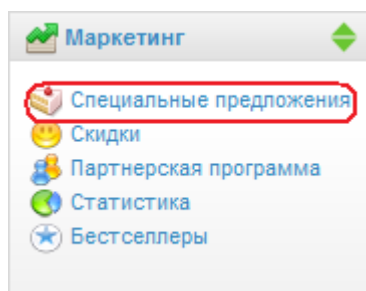 Маркетинг
Специальные предложения
Скидки
Партнерская программа
Статистика
Бестселлеры